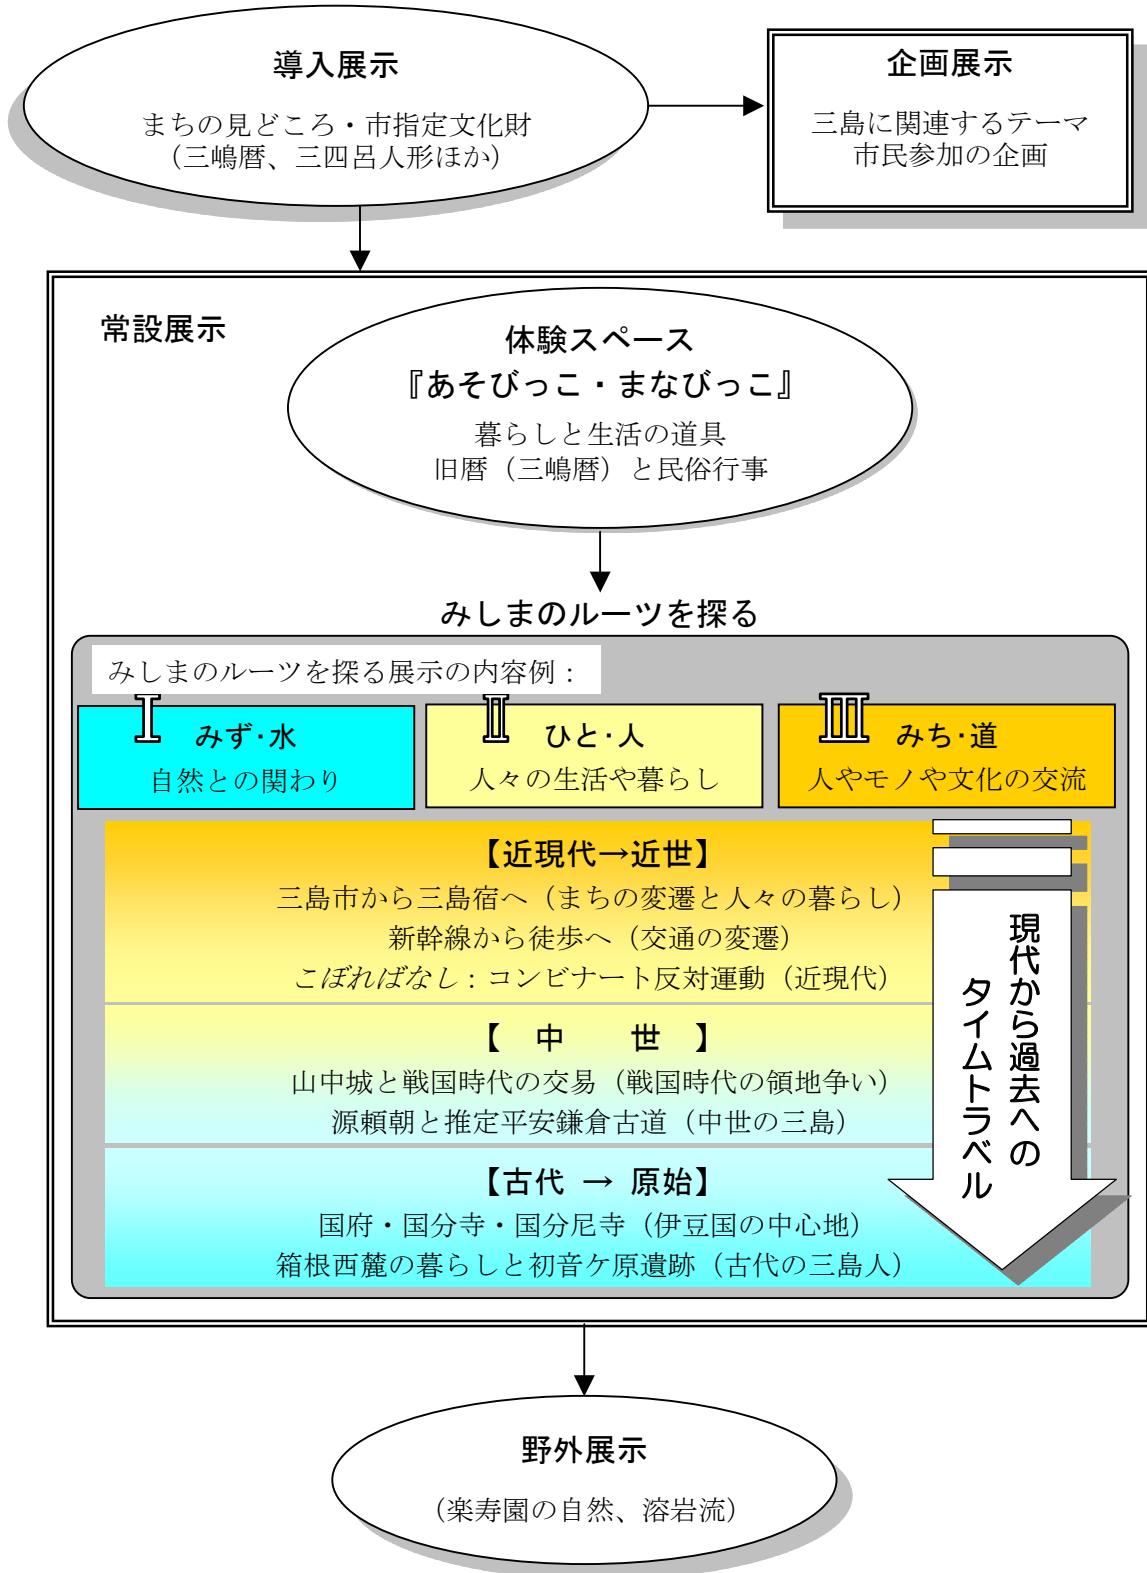 導入展示
まちの見どころ・市指定文化財
（三嶋暦、三四呂人形ほか）
企画展示
三島に関連するテーマ
市民参加の企画
常設展示
体験スペース
『あそびっこ・まなびっこ』
暮らしと生活の道具
旧暦（三嶋暦）と民俗行事
みしまのルーツを探る
みしまのルーツを探る展示の内容例：
Ⅰ みず・水
自然との関わり
Ⅱ ひと・人
人々の生活や暮らし
Ⅲ みち・道
人やモノや文化の交流
【近現代→近世】
三島市から三島宿へ（まちの変遷と人々の暮らし）
新幹線から徒歩へ（交通の変遷）
こぼればなし：コンビナート反対運動（近現代）
【　中　　世　】
山中城と戦国時代の交易（戦国時代の領地争い）
源頼朝と推定平安鎌倉古道（中世の三島）
【古代 → 原始】
国府・国分寺・国分尼寺（伊豆国の中心地）
箱根西麓の暮らしと初音ケ原遺跡（古代の三島人）
現代から過去への
タイムトラベル
野外展示
（楽寿園の自然、溶岩流）